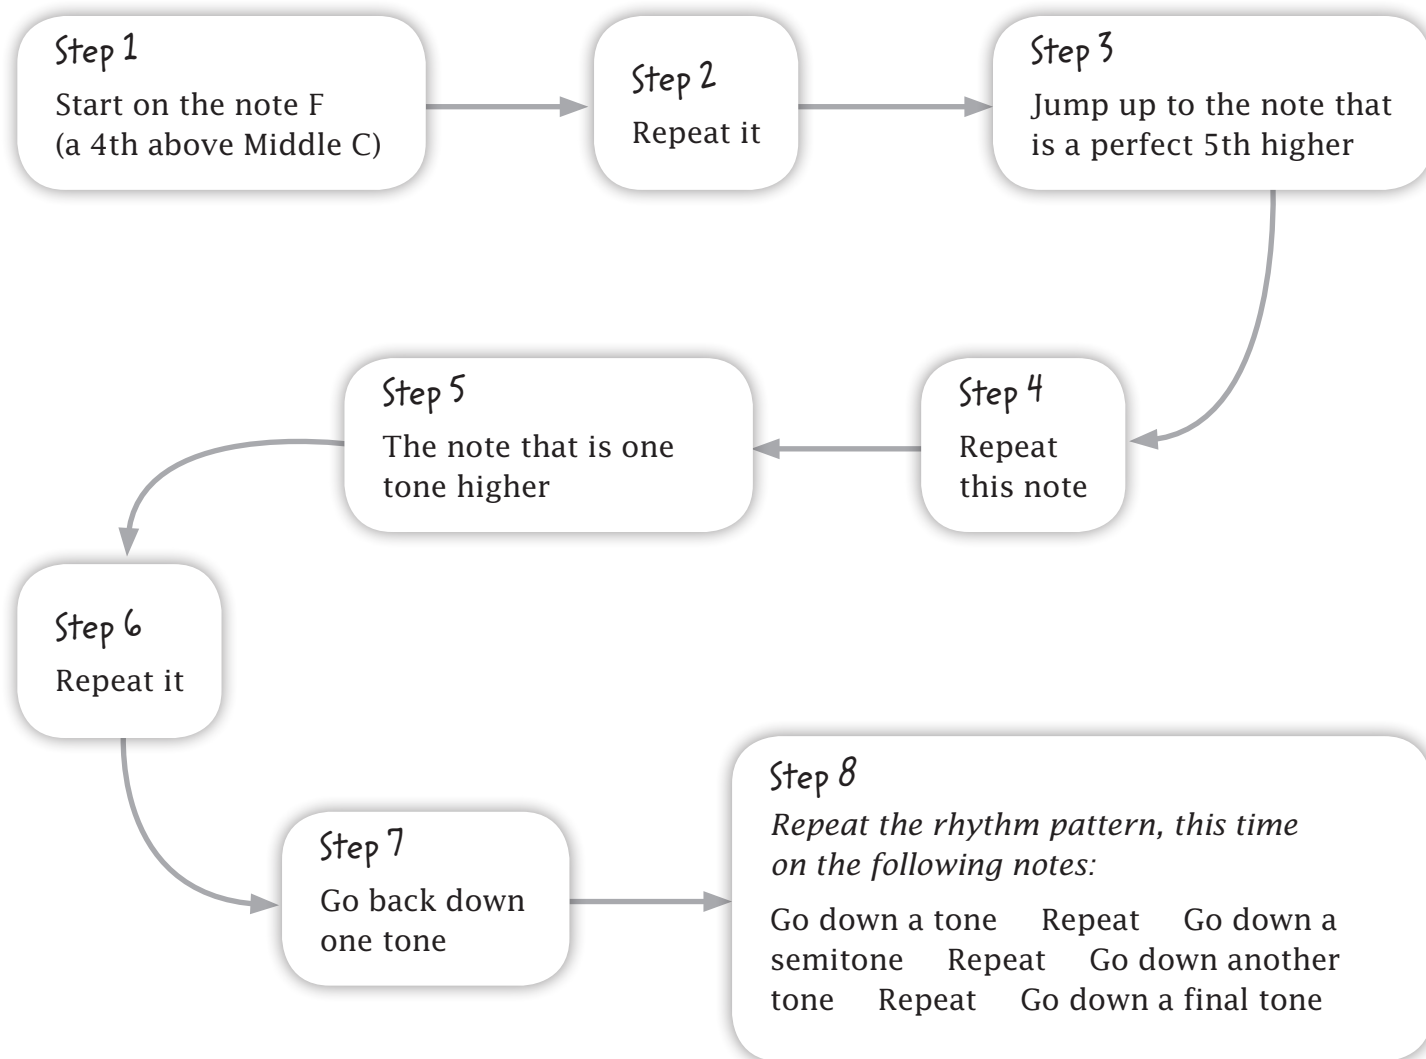 Step 1
Start on the note F
(a 4th above Middle C)
Step 2
Repeat it
Step 3
Jump up to the note that
is a perfect 5th higher
Step 4
Repeat
this note
Step 5
The note that is one
tone higher
Step 6
Repeat it
Step 7
Go back down
one tone
Step 8
Repeat the rhythm pattern, this time
on the following notes:
Go down a tone Repeat Go down a
semitone Repeat Go down another
tone Repeat Go down a final tone